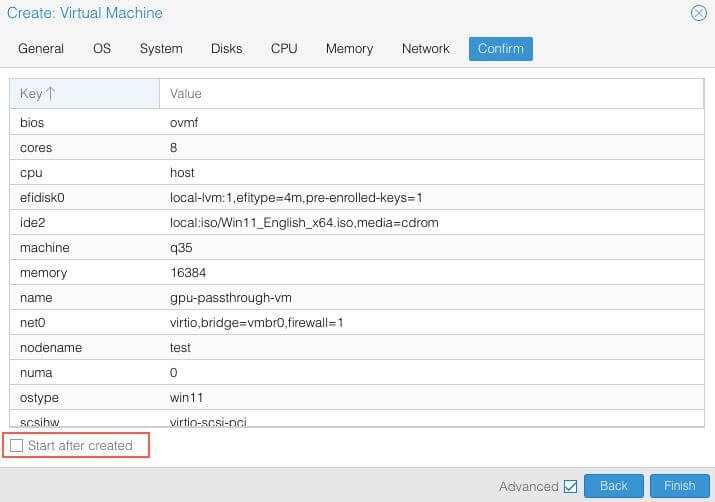 Create: Virtual Machine
General OS System Disks CPU Memory Network Confirm
Key Value
bios ovmf
cores 8
cpu host
efidisk0 local-lvm:1,efitype=4m,pre-enrolled-keys=1
ide2 local:iso/Win11_English_x64.iso,media=cdrom
machine q35
memory 16384
name gpu-passthrough-vm
net0 virtio,bridge=vmbr0,firewall=1
nodename test
numa 0
ostype win11
scsihw virtio-scsi-pci
Start after created
Advanced Back Finish